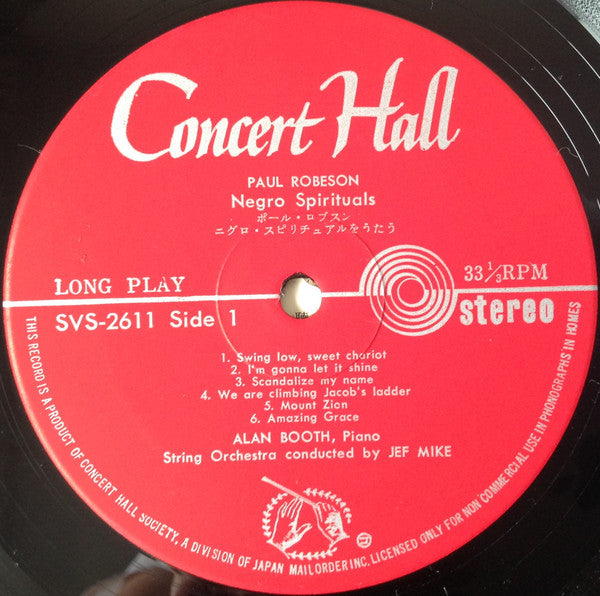 Concert Hall
PAUL ROBESON
Negro Spirituals
ポール・ロブスン
ニグロ・スピリチュアルをうたう
LONG PLAY
33 1/3 RPM
SVS-2611 Side 1
stereo
1. Swing low, sweet chariot
2. I'm gonna let it shine
3. Scandalize my name
4. We are climbing Jacob's ladder
5. Mount Zion
6. Amazing Grace
ALAN BOOTH, Piano
String Orchestra conducted by JEF MIKE
THIS RECORD IS A PRODUCT OF CONCERT HALL SOCIETY, A DIVISION OF JAPAN MAILORDER INC. LICENSED ONLY FOR NON COMMERCIAL USE IN PHONOGRAPHS IN HOMES